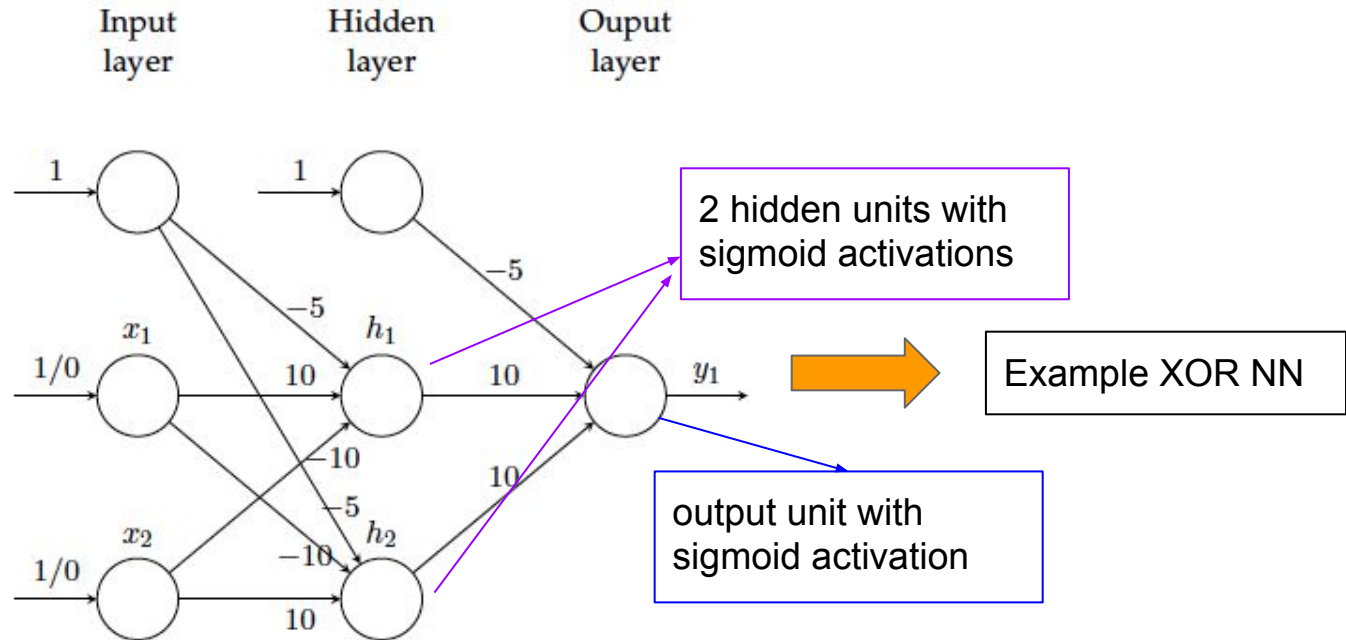 Input
layer
Hidden
layer
Ouput
layer
1
1
2 hidden units with
sigmoid activations
−5
−5
x₁
h₁
1/0
10
10
y₁
Example XOR NN
−10
10
−5
output unit with
sigmoid activation
x₂
h₂
−10
1/0
10